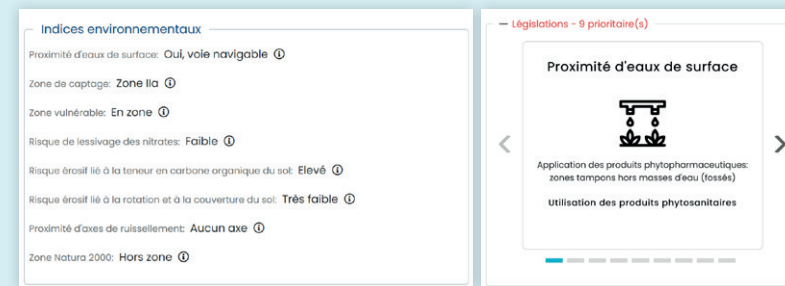 Indices environnementaux
Proximité d'eaux de surface: Oui, voie navigable
Zone de captage: Zone IIa
Zone vulnérable: En zone
Risque de lessivage des nitrates: Faible
Risque érosif lié à la teneur en carbone organique du sol: Elevé
Risque érosif lié à la rotation et à la couverture du sol: Très faible
Proximité d'axes de ruissellement: Aucun axe
Zone Natura 2000: Hors zone
Législations - 9 prioritaire(s)
Proximité d'eaux de surface
Application des produits phytopharmaceutiques:
zones tampons hors masses d'eau (fossés)
Utilisation des produits phytosanitaires